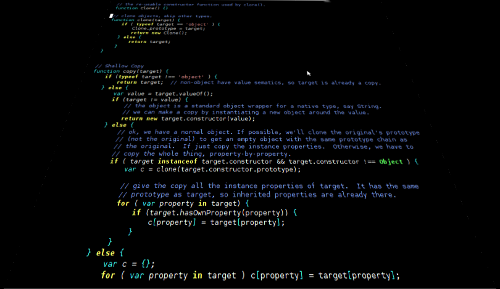 // the re-usable constructor function used by clone().
function Clone() {}
// clone objects, skip other types.
function clone(target) {
if ( typeof target == 'object' ) {
Clone.prototype = target;
return new Clone();
} else {
return target;
}
}
// Shallow Copy
function copy(target) {
if (typeof target !== 'object' ) {
return target; // non-object have value sematics, so target is already a copy.
} else {
var value = target.valueOf();
if (target != value) {
// the object is a standard object wrapper for a native type, say String.
// we can make a copy by instantiating a new object around the value.
return new target.constructor(value);
} else {
// ok, we have a normal object. If possible, we'll clone the original's prototype
// (not the original) to get an empty object with the same prototype chain as
// the original. If just copy the instance properties. Otherwise, we have to
// copy the whole thing, property-by-property.
if ( target instanceof target.constructor && target.constructor !== Object ) {
var c = clone(target.constructor.prototype);
// give the copy all the instance properties of target. It has the same
// prototype as target, so inherited properties are already there.
for ( var property in target) {
if (target.hasOwnProperty(property)) {
c[property] = target[property];
}
}
} else {
var c = {};
for ( var property in target ) c[property] = target[property];